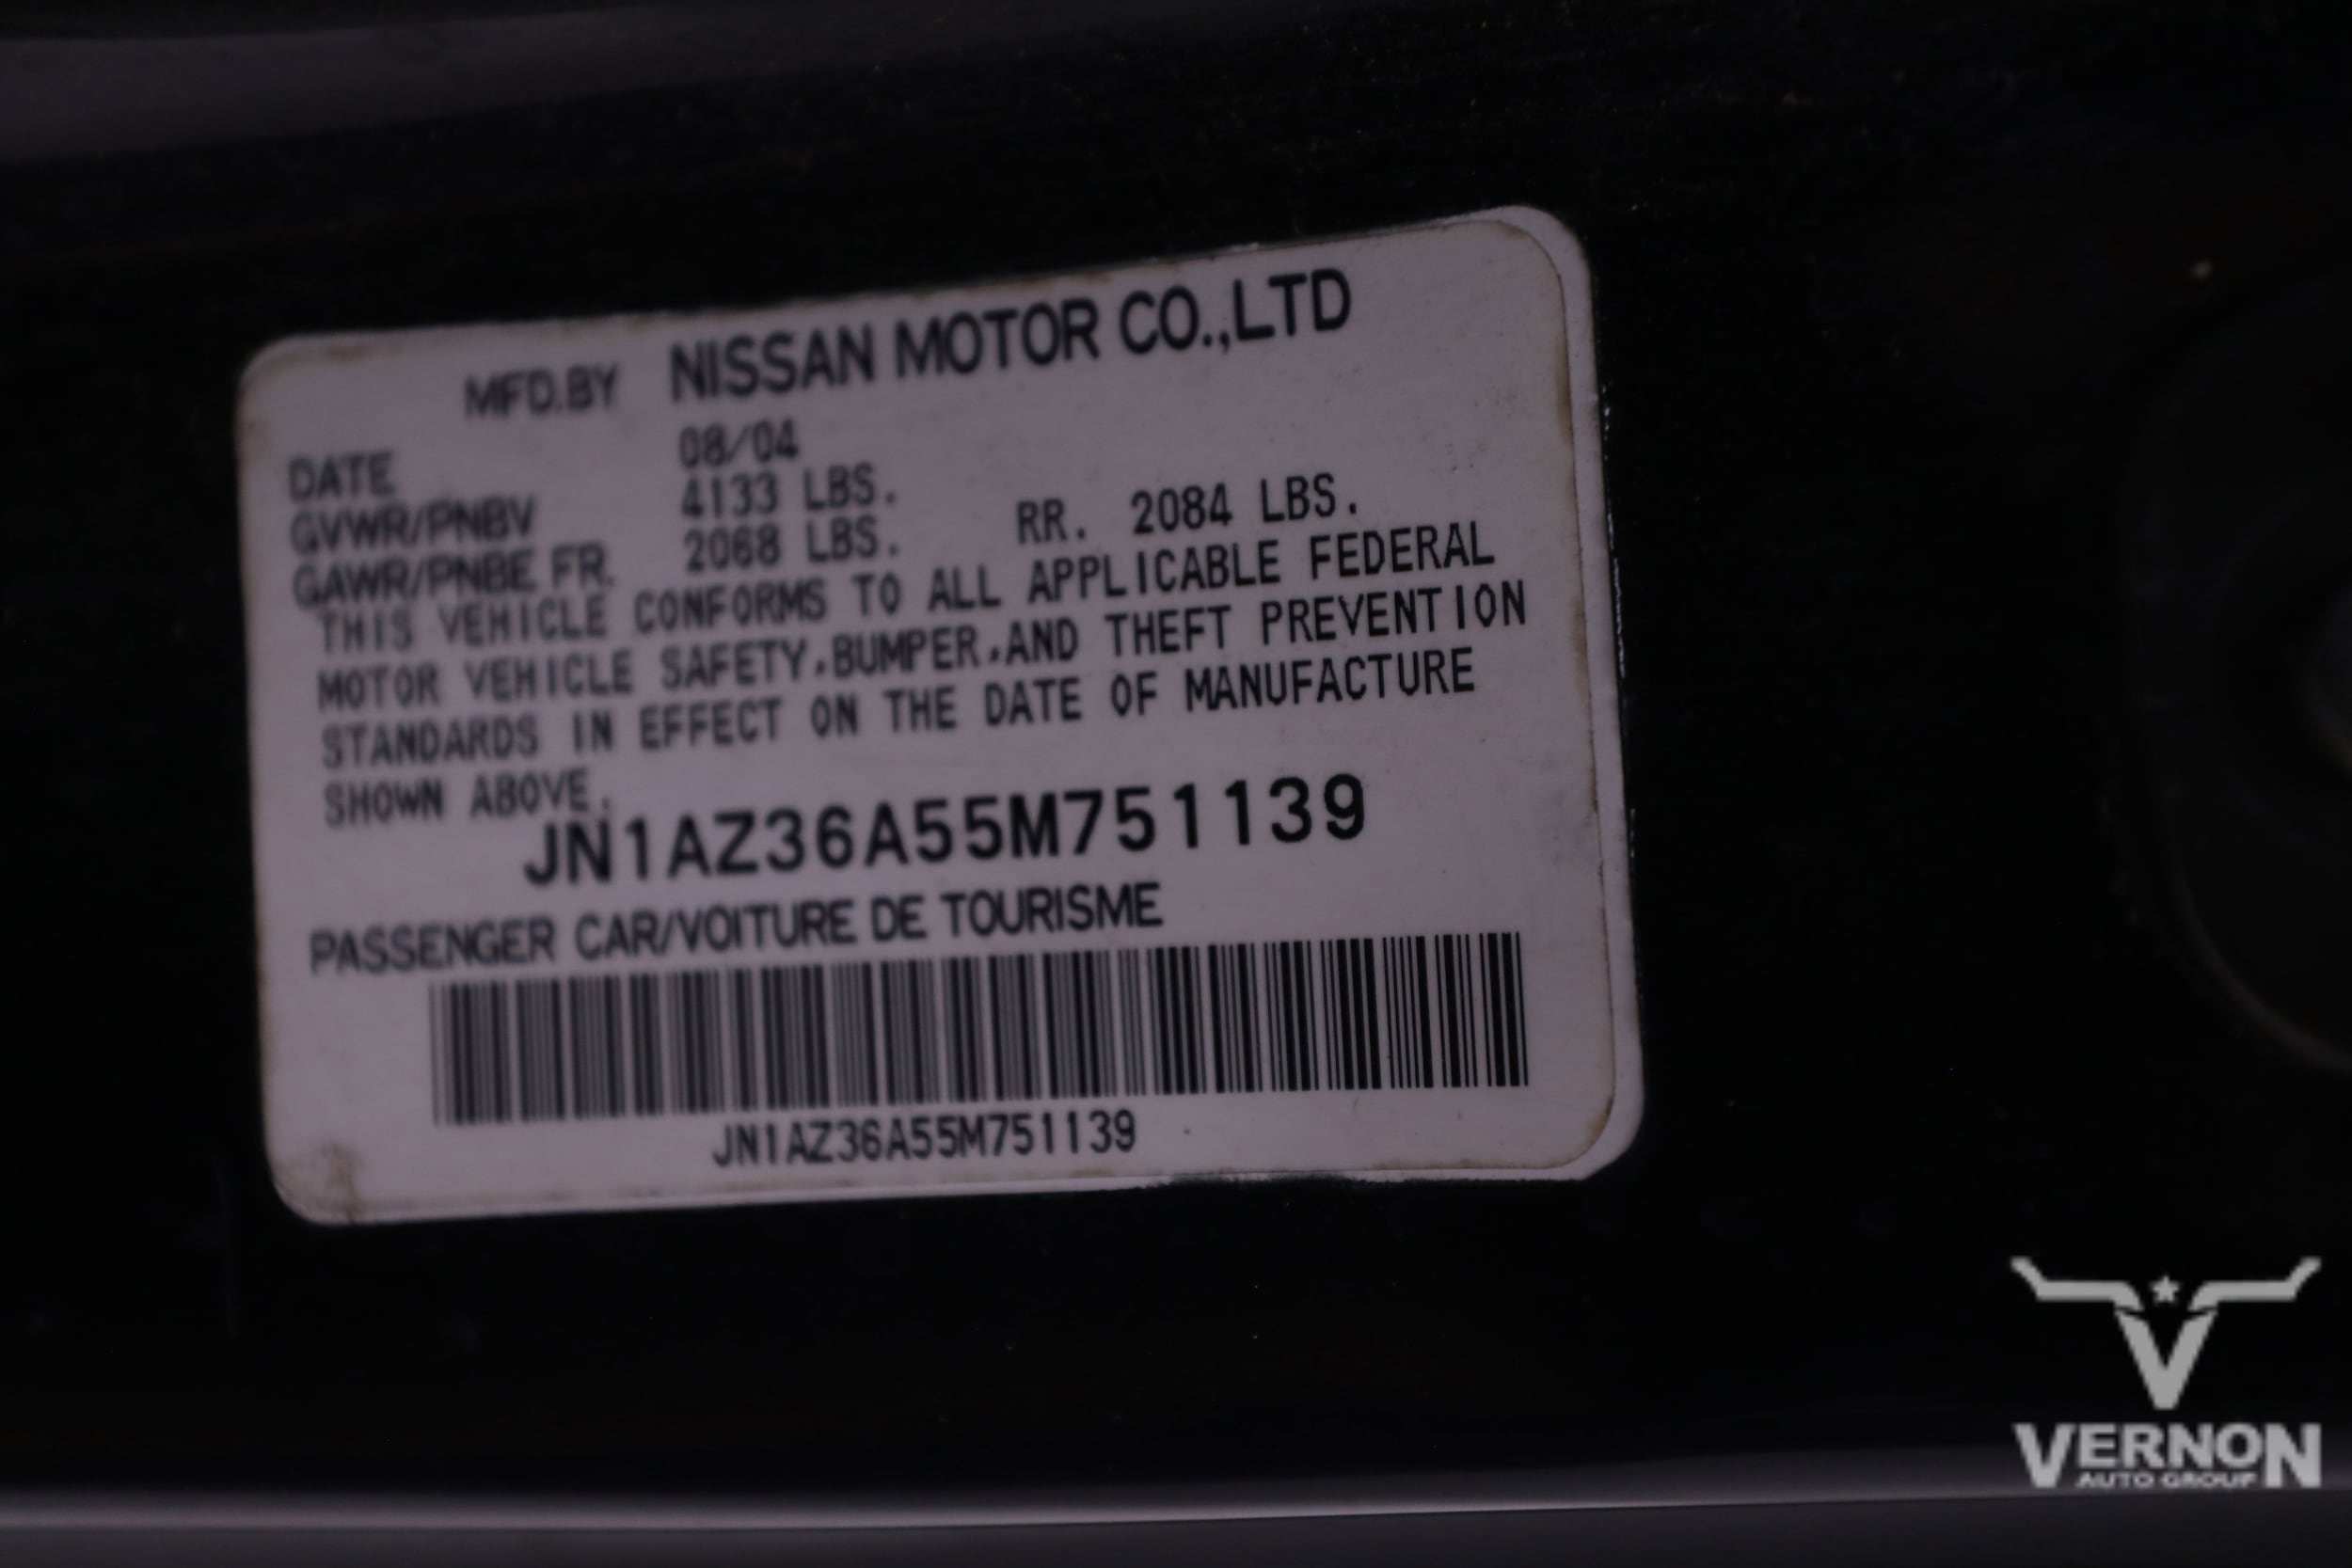 MFD.BY NISSAN MOTOR CO.,LTD
DATE 08/04
GVWR/PNBV 4133 LBS.
GAWR/PNBE FR. 2068 LBS. RR. 2084 LBS.
THIS VEHICLE CONFORMS TO ALL APPLICABLE FEDERAL
MOTOR VEHICLE SAFETY,BUMPER,AND THEFT PREVENTION
STANDARDS IN EFFECT ON THE DATE OF MANUFACTURE
SHOWN ABOVE.
JN1AZ36A55M751139
PASSENGER CAR/VOITURE DE TOURISME
JN1AZ36A55M751139
VERNON
AUTO GROUP